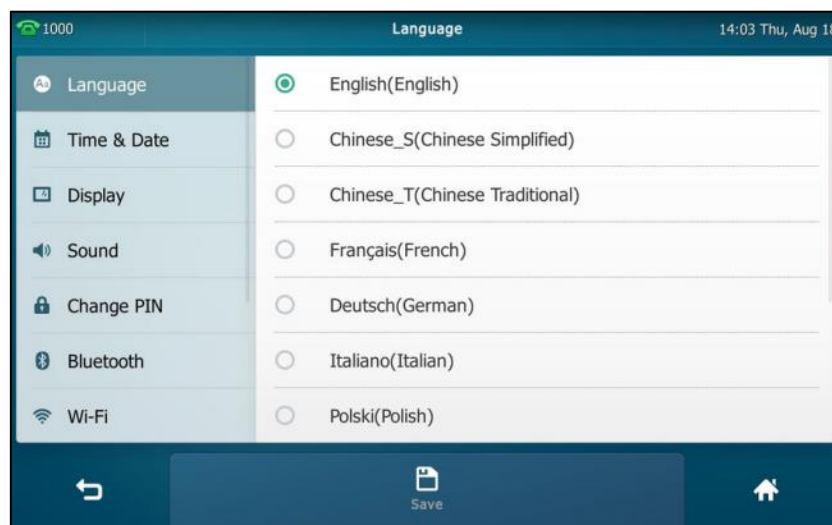 1000
Language
14:03 Thu, Aug 18
Language
Time & Date
Display
Sound
Change PIN
Bluetooth
Wi-Fi
English(English)
Chinese_S(Chinese Simplified)
Chinese_T(Chinese Traditional)
Français(French)
Deutsch(German)
Italiano(Italian)
Polski(Polish)
Save